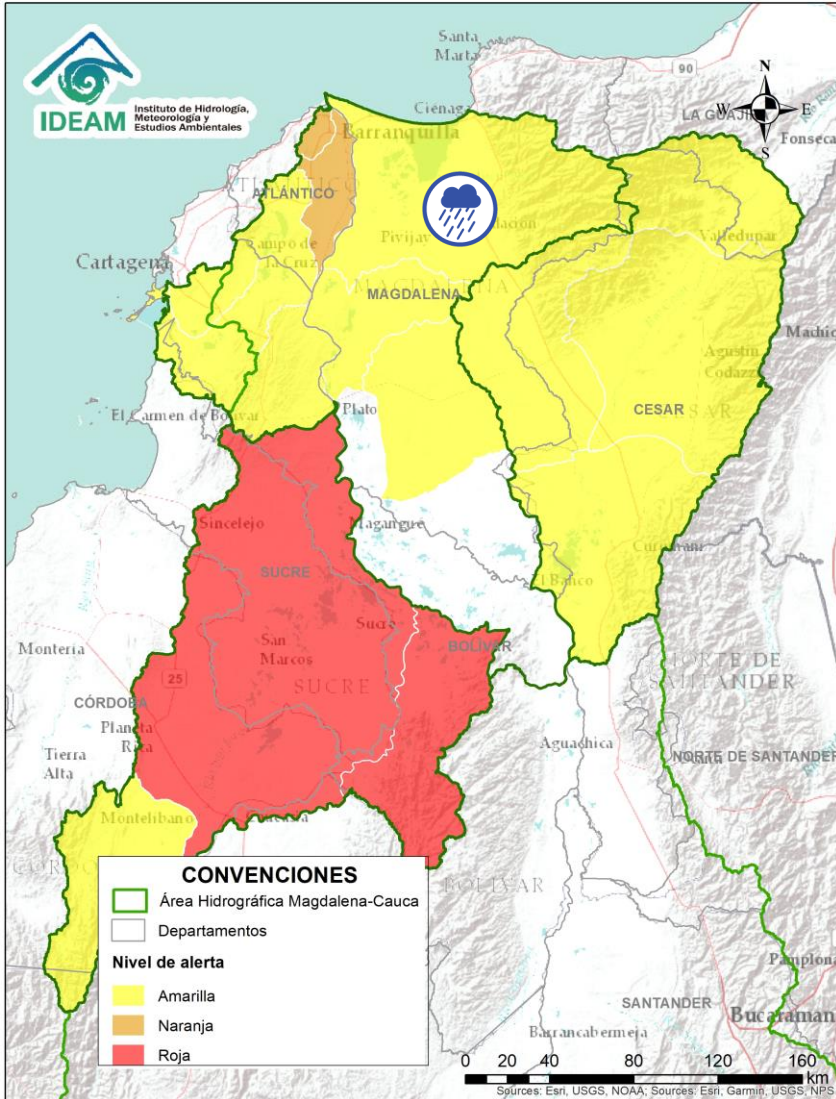 IDEAM
Instituto de Hidrología,
Meteorología y
Estudios Ambientales
Santa
Marta
90
N
W
E
S
LA GUAJI
Fonseca
Ciénaga
Barranquilla
ATLÁNTICO
Pivijay
Valledupar
Campo de
la Cruz
Cartagena
MAGDALENA
Agustín
Codazzi
CESAR
El Carmen de Bolívar
Plato
Sincelejo
Magangué
SUCRE
El Banco
Sucre
San
Marcos
BOLÍVAR
SUCRE
Montería
25
CÓRDOBA
Planeta
Rica
Tierra
Alta
NORTE DE
SANTANDER
Aguachica
NORTE DE SANTANDER
Montelíbano
BOLÍVAR
CONVENCIONES
Área Hidrográfica Magdalena-Cauca
Departamentos
Nivel de alerta
Amarilla
Naranja
Roja
Pamplona
SANTANDER
Bucaraman
Barrancabermeja
0 20 40 80 120 160
km
Sources: Esri, USGS, NOAA; Sources: Esri, Garmin, USGS, NPS